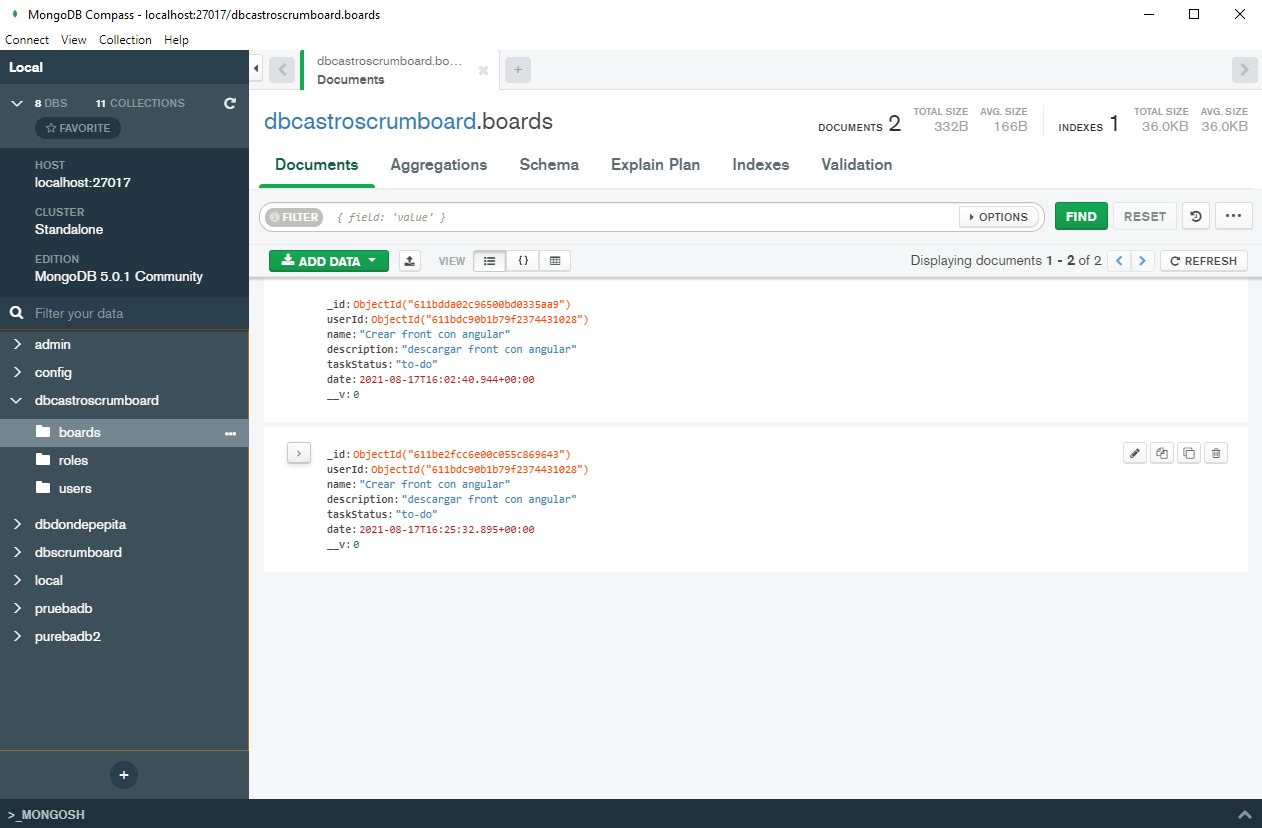 MongoDB Compass - localhost:27017/dbcastroscrumboard.boards
Connect View Collection Help
Local
8 DBS 11 COLLECTIONS
FAVORITE
HOST
localhost:27017
CLUSTER
Standalone
EDITION
MongoDB 5.0.1 Community
Filter your data
admin
config
dbcastroscrumboard
boards
roles
users
dbdondepepita
dbscrumboard
local
pruebadb
purebadb2
>_MONGOSH
dbcastroscrumboard.bo...
Documents
dbcastroscrumboard.boards
DOCUMENTS 2
TOTAL SIZE
332B
AVG. SIZE
166B
INDEXES 1
TOTAL SIZE
36.0KB
AVG. SIZE
36.0KB
Documents Aggregations Schema Explain Plan Indexes Validation
FILTER { field: 'value' } OPTIONS FIND RESET
ADD DATA VIEW {} Displaying documents 1 - 2 of 2 REFRESH
_id: ObjectId("611bdda02c96500bd0335aa9")
userId: ObjectId("611bdc90b1b79f2374431028")
name: "Crear front con angular"
description: "descargar front con angular"
taskStatus: "to-do"
date: 2021-08-17T16:02:40.944+00:00
__v: 0
_id: ObjectId("611be2fcc6e00c055c869643")
userId: ObjectId("611bdc90b1b79f2374431028")
name: "Crear front con angular"
description: "descargar front con angular"
taskStatus: "to-do"
date: 2021-08-17T16:25:32.895+00:00
__v: 0